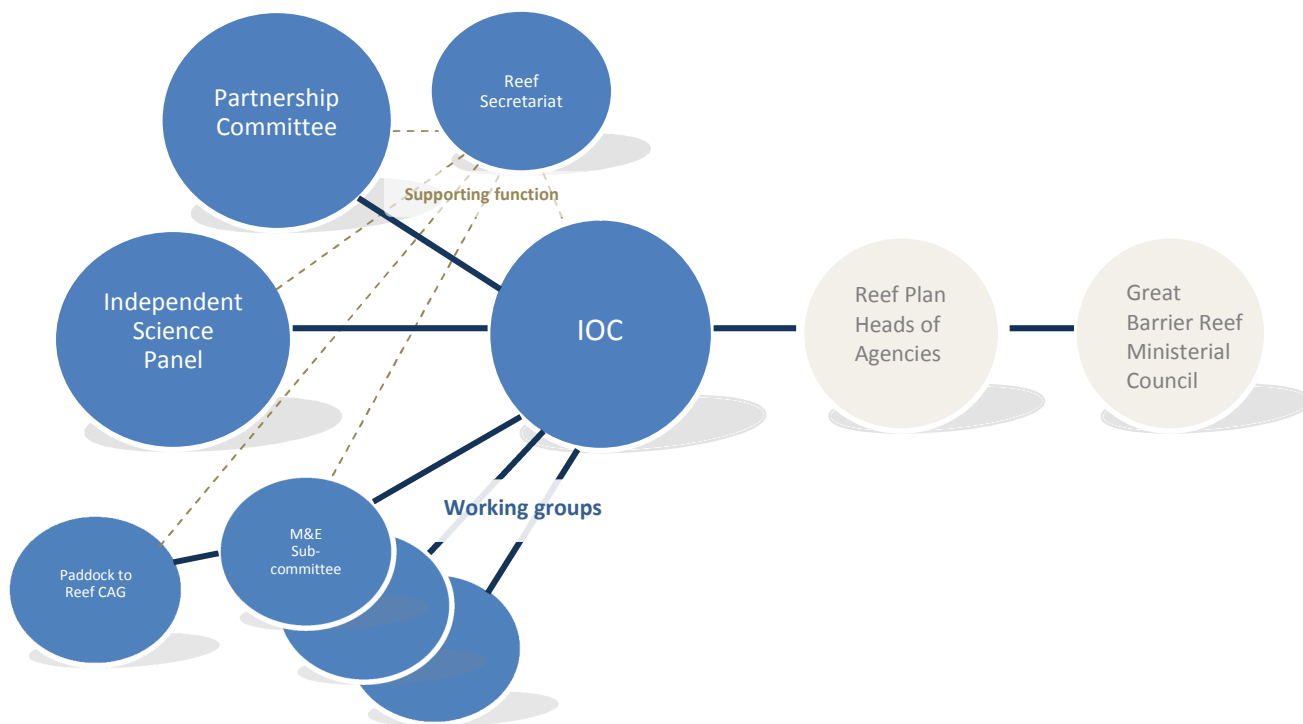 Partnership
Committee
Reef
Secretariat
Supporting function
Independent
Science
Panel
IOC
Reef Plan
Heads of
Agencies
Great
Barrier Reef
Ministerial
Council
Working groups
M&E
Sub-
committee
Paddock to
Reef CAG